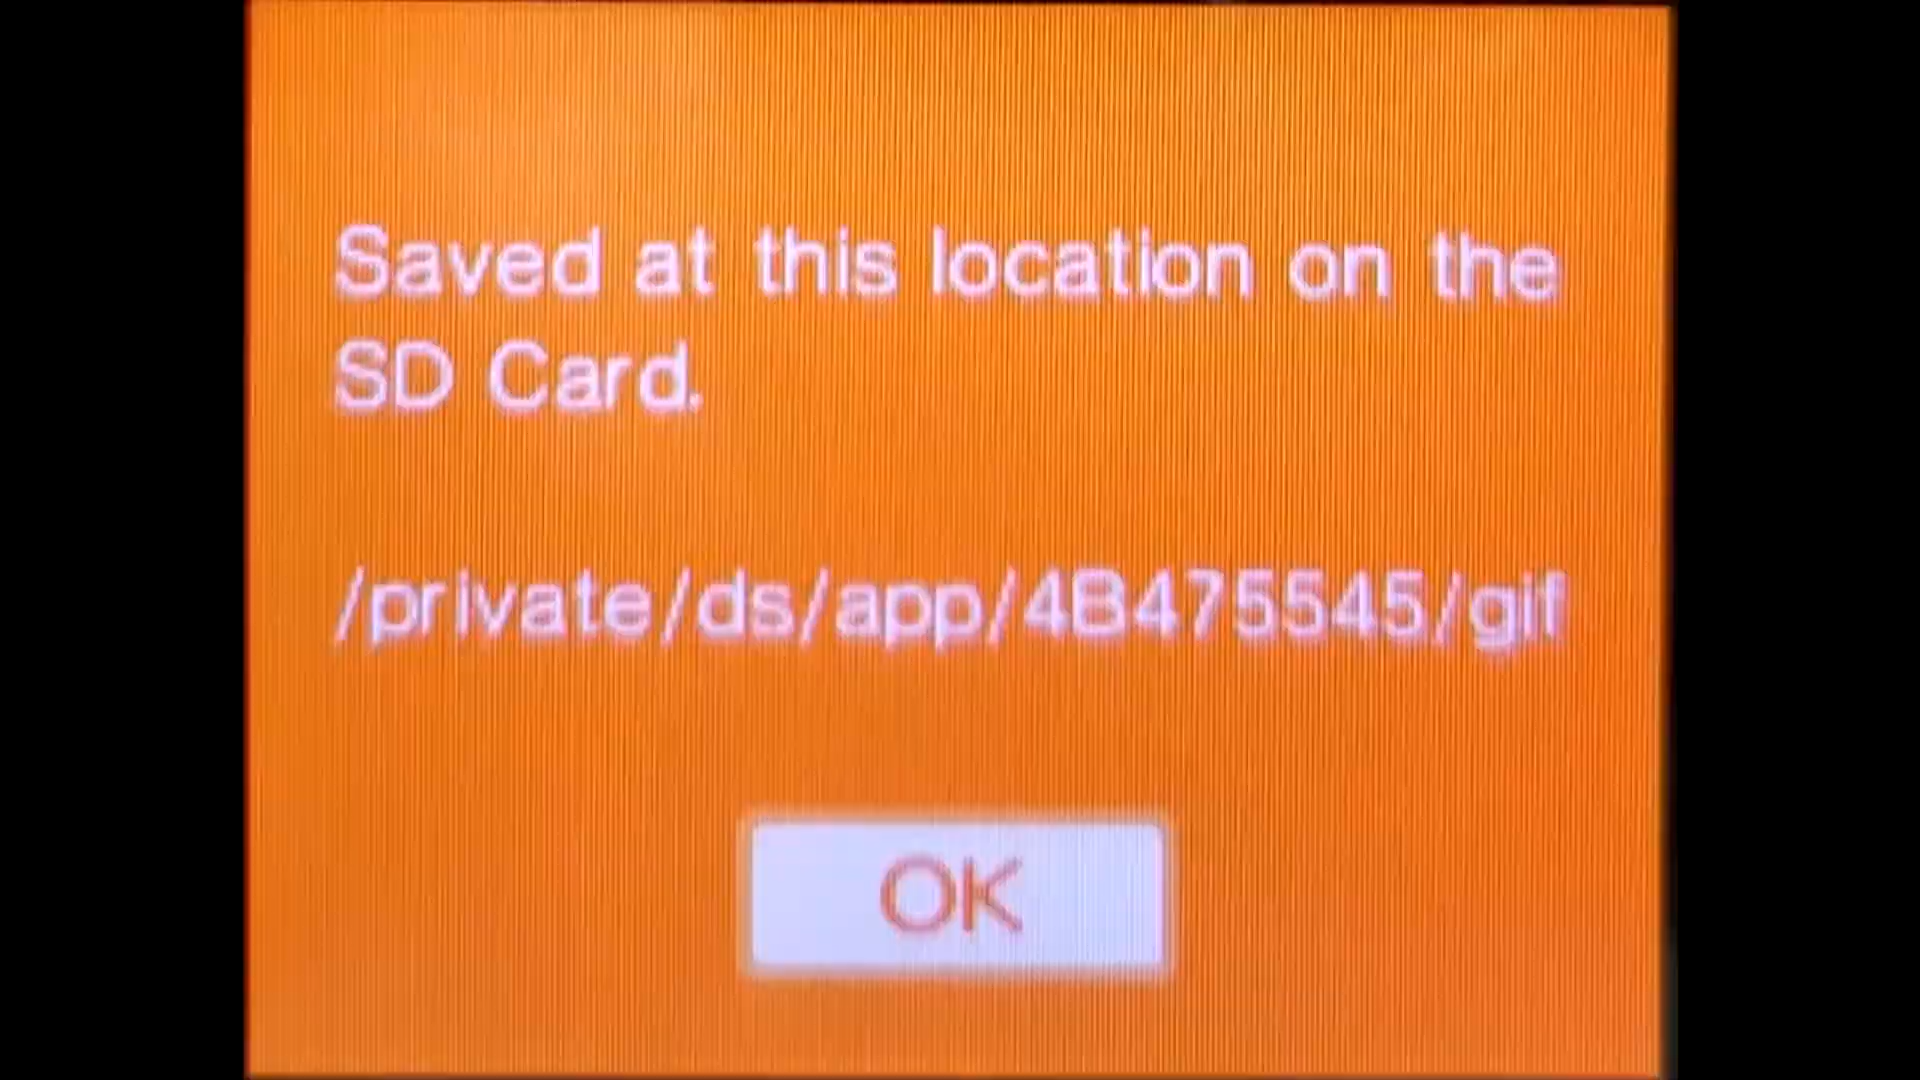 Saved at this location on the
SD Card.
/private/ds/app/4B475545/gif
OK